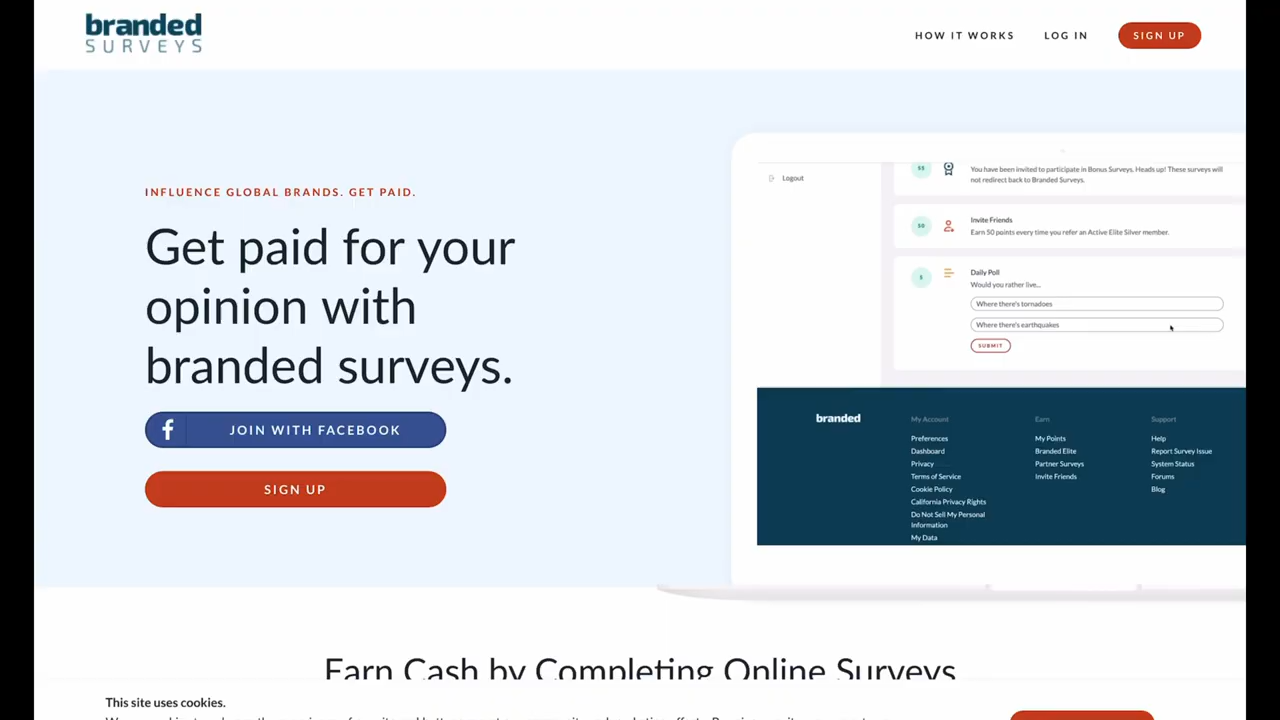 branded
SURVEYS
HOW IT WORKS
LOG IN
SIGN UP
INFLUENCE GLOBAL BRANDS. GET PAID.
Get paid for your
opinion with
branded surveys.
JOIN WITH FACEBOOK
SIGN UP
Logout
You have been invited to participate in Bonus Surveys. Heads up! These surveys will
not redirect back to Branded Surveys.
50
Invite Friends
Earn 50 points every time you refer an Active Elite Silver member.
Daily Poll
Would you rather live...
Where there's tornadoes
Where there's earthquakes
SUBMIT
branded
My Account
Preferences
Dashboard
Privacy
Terms of Service
Cookie Policy
California Privacy Rights
Do Not Sell My Personal
Information
My Data
Earn
My Points
Branded Elite
Partner Surveys
Invite Friends
Support
Help
Report Survey Issue
System Status
Forums
Blog
Earn Cash by Completing Online Surveys
This site uses cookies.